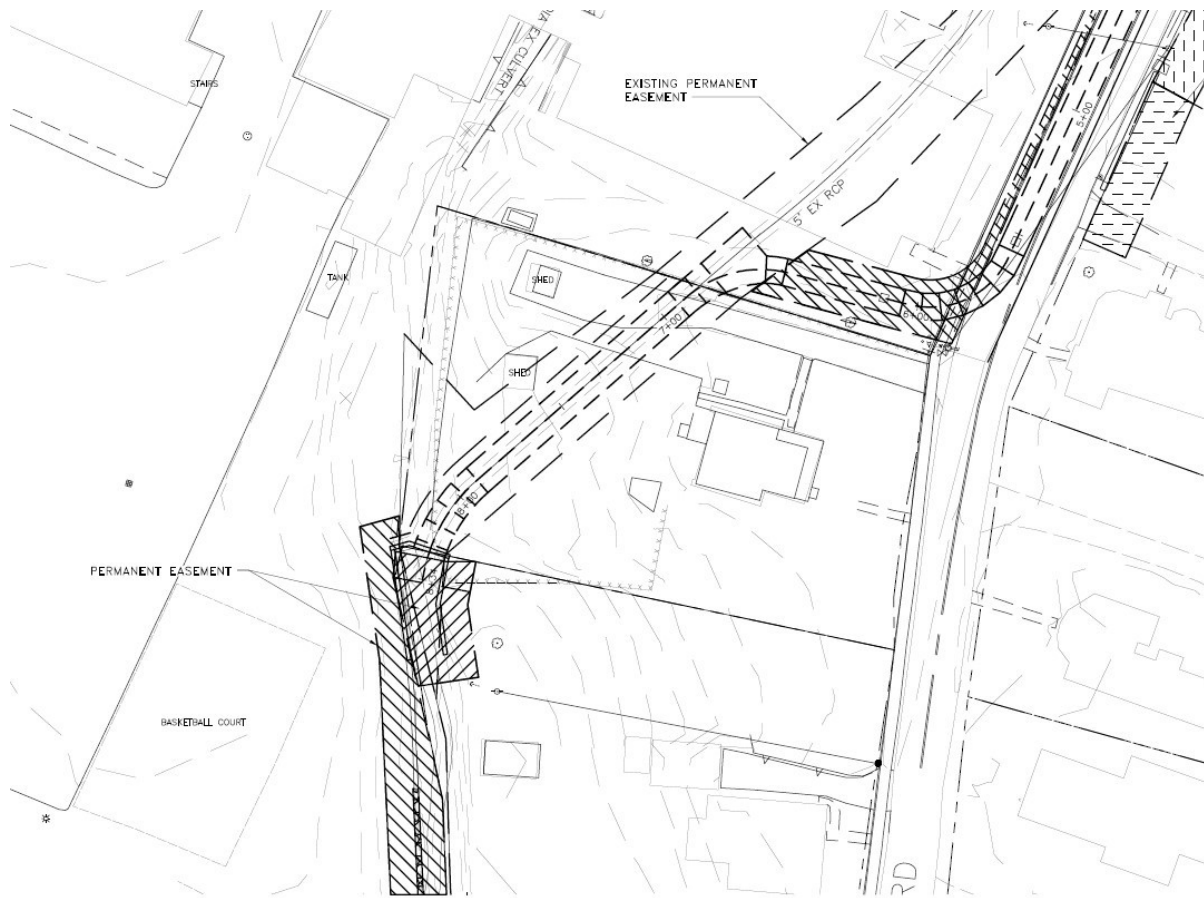 STAIRS
EX CULVERT
EXISTING PERMANENT
EASEMENT
5+00
5' EX RCP
TANK
SHED
6+00
7+00
SHED
8+00
PERMANENT EASEMENT
BASKETBALL COURT
RD